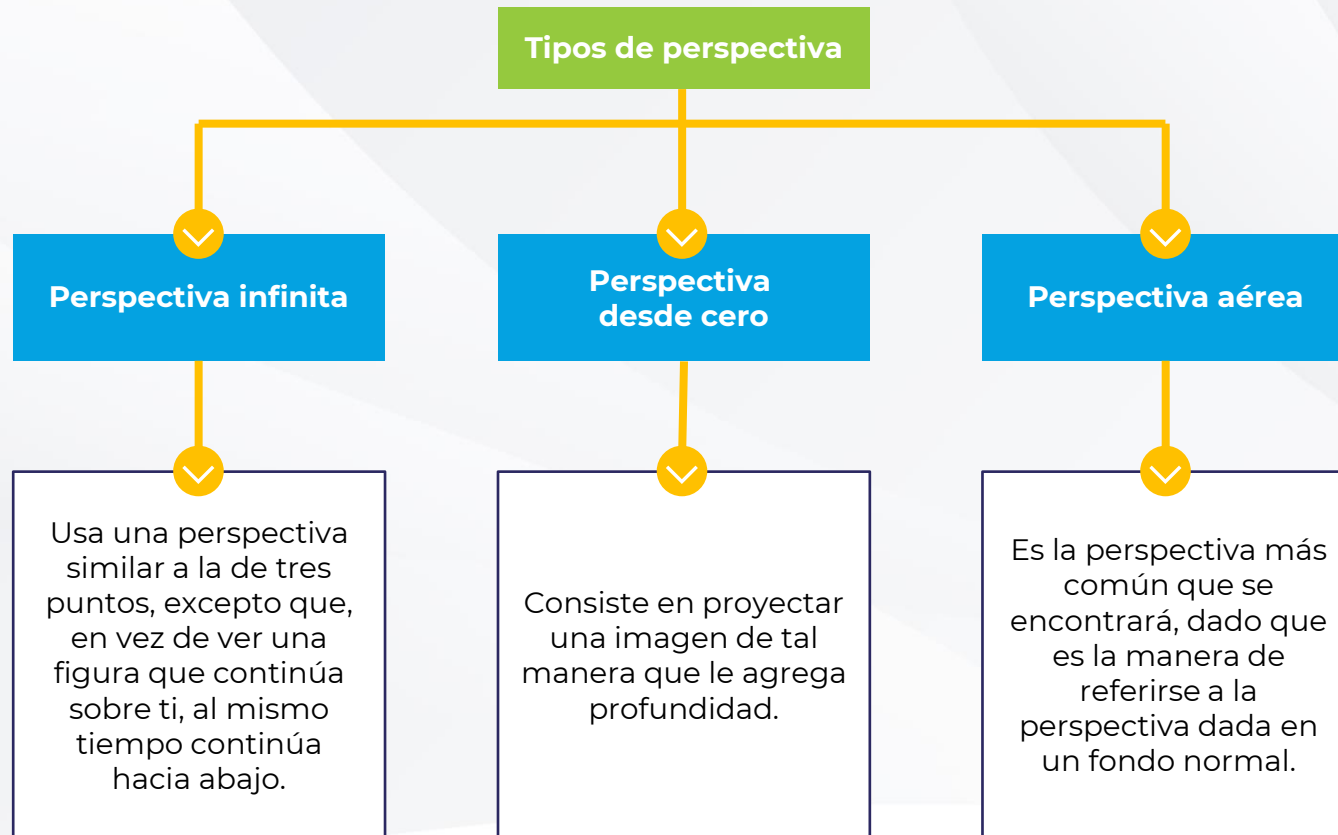 Tipos de perspectiva
Perspectiva infinita
Perspectiva
desde cero
Perspectiva aérea
Usa una perspectiva
similar a la de tres
puntos, excepto que,
en vez de ver una
figura que continúa
sobre ti, al mismo
tiempo continúa
hacia abajo.
Consiste en proyectar
una imagen de tal
manera que le agrega
profundidad.
Es la perspectiva más
común que se
encontrará, dado que
es la manera de
referirse a la
perspectiva dada en
un fondo normal.